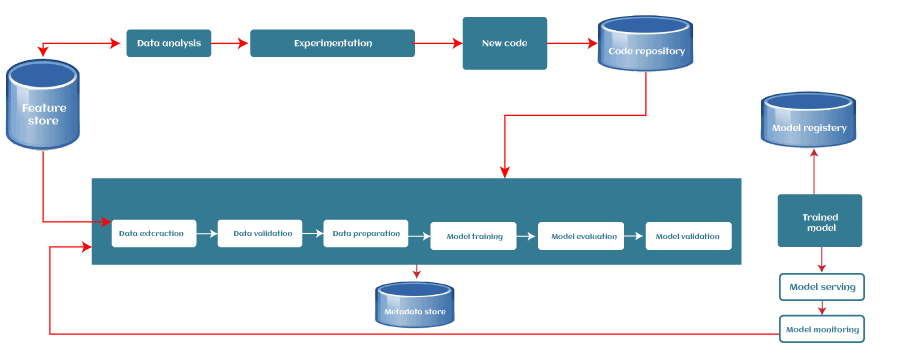 Data analysis
Experimentation
New code
Code repository
Feature
store
Model registery
Data extcraction
Data validation
Data preparation
Model training
Model evaluation
Model validation
Trained
model
Metadata store
Model serving
Model monitoring